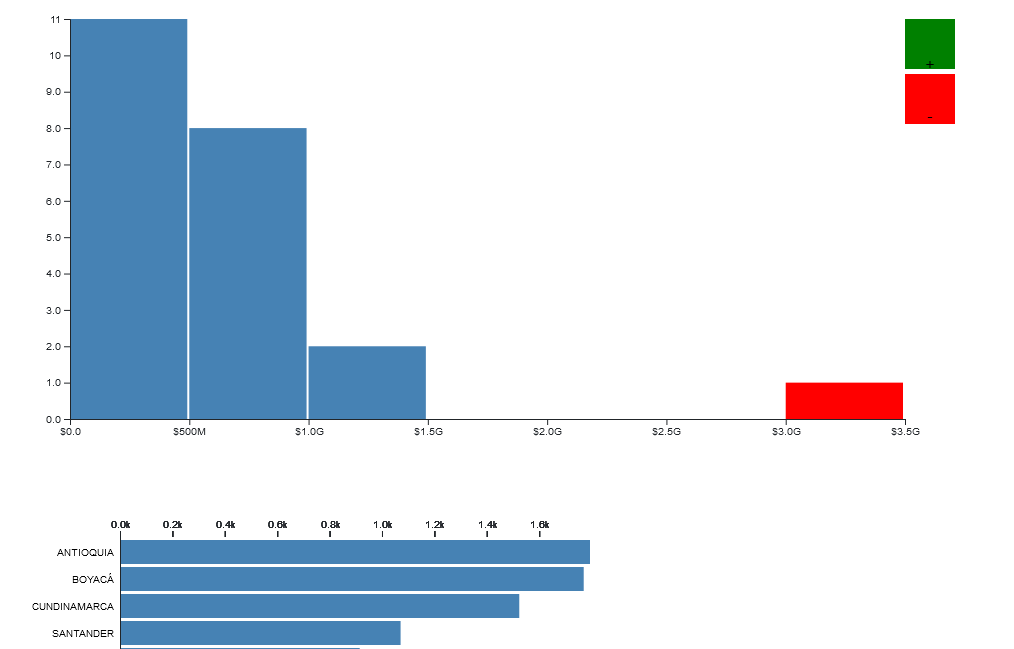 11
10
9.0
8.0
7.0
6.0
5.0
4.0
3.0
2.0
1.0
0.0
$0.0 $500M $1.0G $1.5G $2.0G $2.5G $3.0G $3.5G
+
-
0.0k 0.2k 0.4k 0.6k 0.8k 1.0k 1.2k 1.4k 1.6k
ANTIOQUIA
BOYACÁ
CUNDINAMARCA
SANTANDER